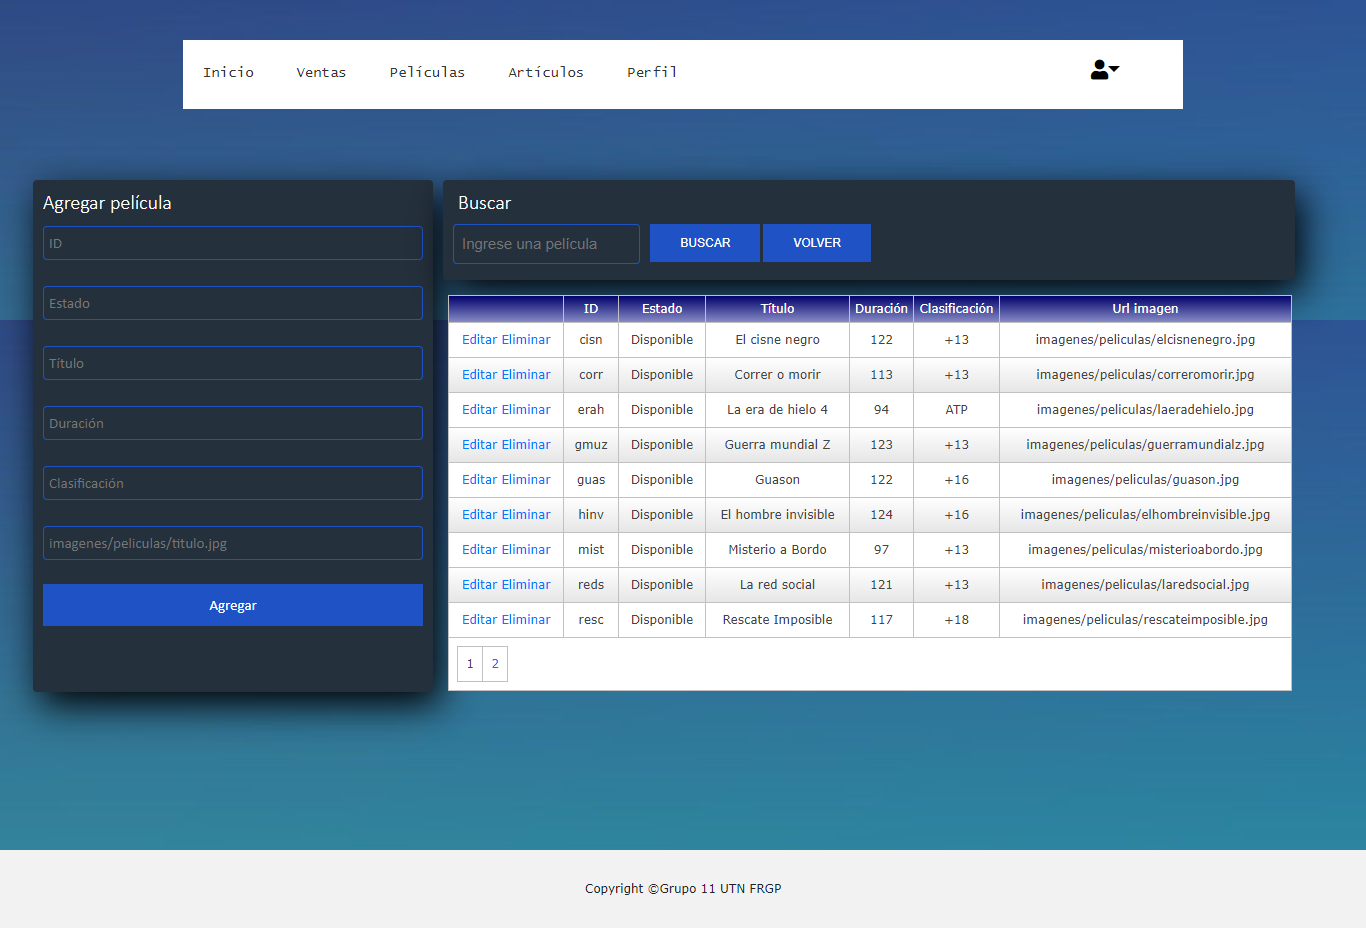 Inicio Ventas Películas Artículos Perfil
Agregar película
ID
Estado
Título
Duración
Clasificación
imagenes/peliculas/titulo.jpg
Agregar
Buscar
Ingrese una película BUSCAR VOLVER
ID Estado Título Duración Clasificación Url imagen
Editar Eliminar cisn Disponible El cisne negro 122 +13 imagenes/peliculas/elcisnenegro.jpg
Editar Eliminar corr Disponible Correr o morir 113 +13 imagenes/peliculas/correromorir.jpg
Editar Eliminar erah Disponible La era de hielo 4 94 ATP imagenes/peliculas/laeradehielo.jpg
Editar Eliminar gmuz Disponible Guerra mundial Z 123 +13 imagenes/peliculas/guerramundialz.jpg
Editar Eliminar guas Disponible Guason 122 +16 imagenes/peliculas/guason.jpg
Editar Eliminar hinv Disponible El hombre invisible 124 +16 imagenes/peliculas/elhombreinvisible.jpg
Editar Eliminar mist Disponible Misterio a Bordo 97 +13 imagenes/peliculas/misterioabordo.jpg
Editar Eliminar reds Disponible La red social 121 +13 imagenes/peliculas/laredsocial.jpg
Editar Eliminar resc Disponible Rescate Imposible 117 +18 imagenes/peliculas/rescateimposible.jpg
1 2
Copyright ©Grupo 11 UTN FRGP